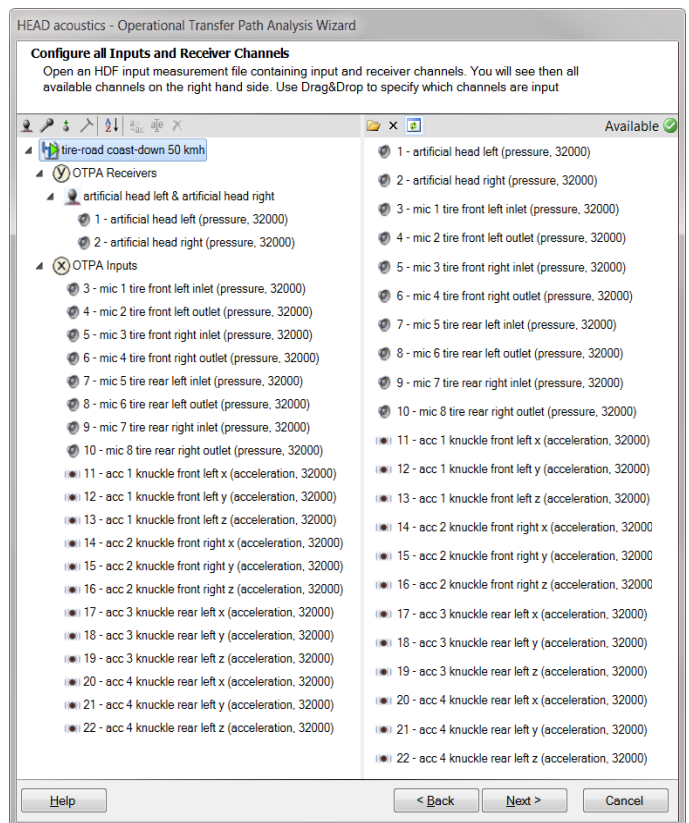 HEAD acoustics - Operational Transfer Path Analysis Wizard
Configure all Inputs and Receiver Channels
Open an HDF input measurement file containing input and receiver channels. You will see then all
available channels on the right hand side. Use Drag&Drop to specify which channels are input
Available
tire-road coast-down 50 kmh
Y OTPA Receivers
artificial head left & artificial head right
1 - artificial head left (pressure, 32000)
2 - artificial head right (pressure, 32000)
X OTPA Inputs
3 - mic 1 tire front left inlet (pressure, 32000)
4 - mic 2 tire front left outlet (pressure, 32000)
5 - mic 3 tire front right inlet (pressure, 32000)
6 - mic 4 tire front right outlet (pressure, 32000)
7 - mic 5 tire rear left inlet (pressure, 32000)
8 - mic 6 tire rear left outlet (pressure, 32000)
9 - mic 7 tire rear right inlet (pressure, 32000)
10 - mic 8 tire rear right outlet (pressure, 32000)
11 - acc 1 knuckle front left x (acceleration, 32000)
12 - acc 1 knuckle front left y (acceleration, 32000)
13 - acc 1 knuckle front left z (acceleration, 32000)
14 - acc 2 knuckle front right x (acceleration, 32000)
15 - acc 2 knuckle front right y (acceleration, 32000)
16 - acc 2 knuckle front right z (acceleration, 32000)
17 - acc 3 knuckle rear left x (acceleration, 32000)
18 - acc 3 knuckle rear left y (acceleration, 32000)
19 - acc 3 knuckle rear left z (acceleration, 32000)
20 - acc 4 knuckle rear left x (acceleration, 32000)
21 - acc 4 knuckle rear left y (acceleration, 32000)
22 - acc 4 knuckle rear left z (acceleration, 32000)
1 - artificial head left (pressure, 32000)
2 - artificial head right (pressure, 32000)
3 - mic 1 tire front left inlet (pressure, 32000)
4 - mic 2 tire front left outlet (pressure, 32000)
5 - mic 3 tire front right inlet (pressure, 32000)
6 - mic 4 tire front right outlet (pressure, 32000)
7 - mic 5 tire rear left inlet (pressure, 32000)
8 - mic 6 tire rear left outlet (pressure, 32000)
9 - mic 7 tire rear right inlet (pressure, 32000)
10 - mic 8 tire rear right outlet (pressure, 32000)
11 - acc 1 knuckle front left x (acceleration, 32000)
12 - acc 1 knuckle front left y (acceleration, 32000)
13 - acc 1 knuckle front left z (acceleration, 32000)
14 - acc 2 knuckle front right x (acceleration, 32000
15 - acc 2 knuckle front right y (acceleration, 32000
16 - acc 2 knuckle front right z (acceleration, 32000
17 - acc 3 knuckle rear left x (acceleration, 32000)
18 - acc 3 knuckle rear left y (acceleration, 32000)
19 - acc 3 knuckle rear left z (acceleration, 32000)
20 - acc 4 knuckle rear left x (acceleration, 32000)
21 - acc 4 knuckle rear left y (acceleration, 32000)
22 - acc 4 knuckle rear left z (acceleration, 32000)
Help
< Back
Next >
Cancel